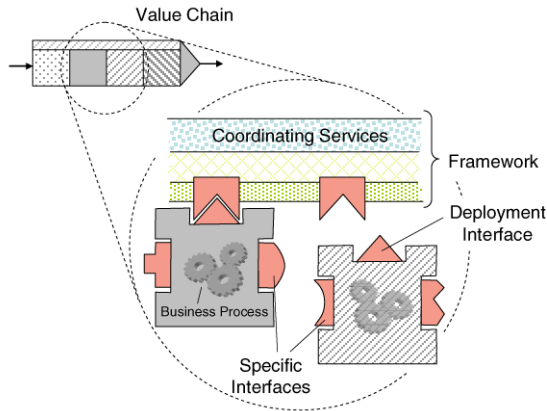 Value Chain
Coordinating Services
Framework
Deployment
Interface
Business Process
Specific
Interfaces